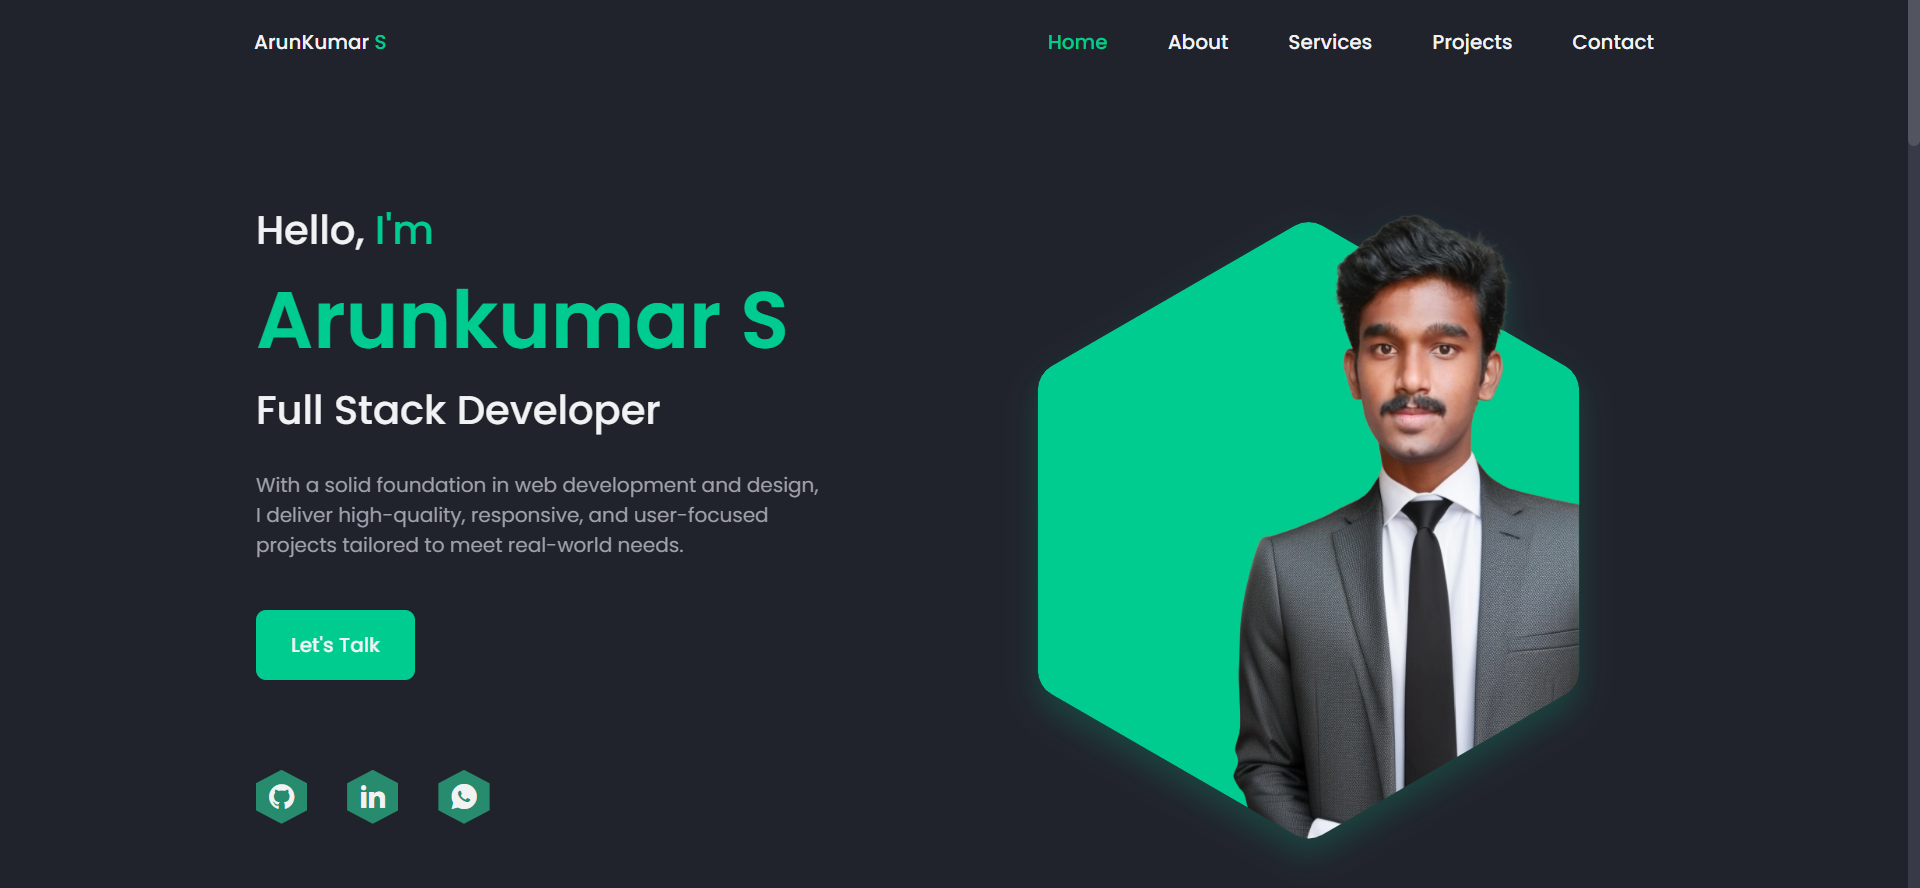 ArunKumar S
Home About Services Projects Contact
Hello, I'm
Arunkumar S
Full Stack Developer
With a solid foundation in web development and design,
I deliver high-quality, responsive, and user-focused
projects tailored to meet real-world needs.
Let's Talk
in